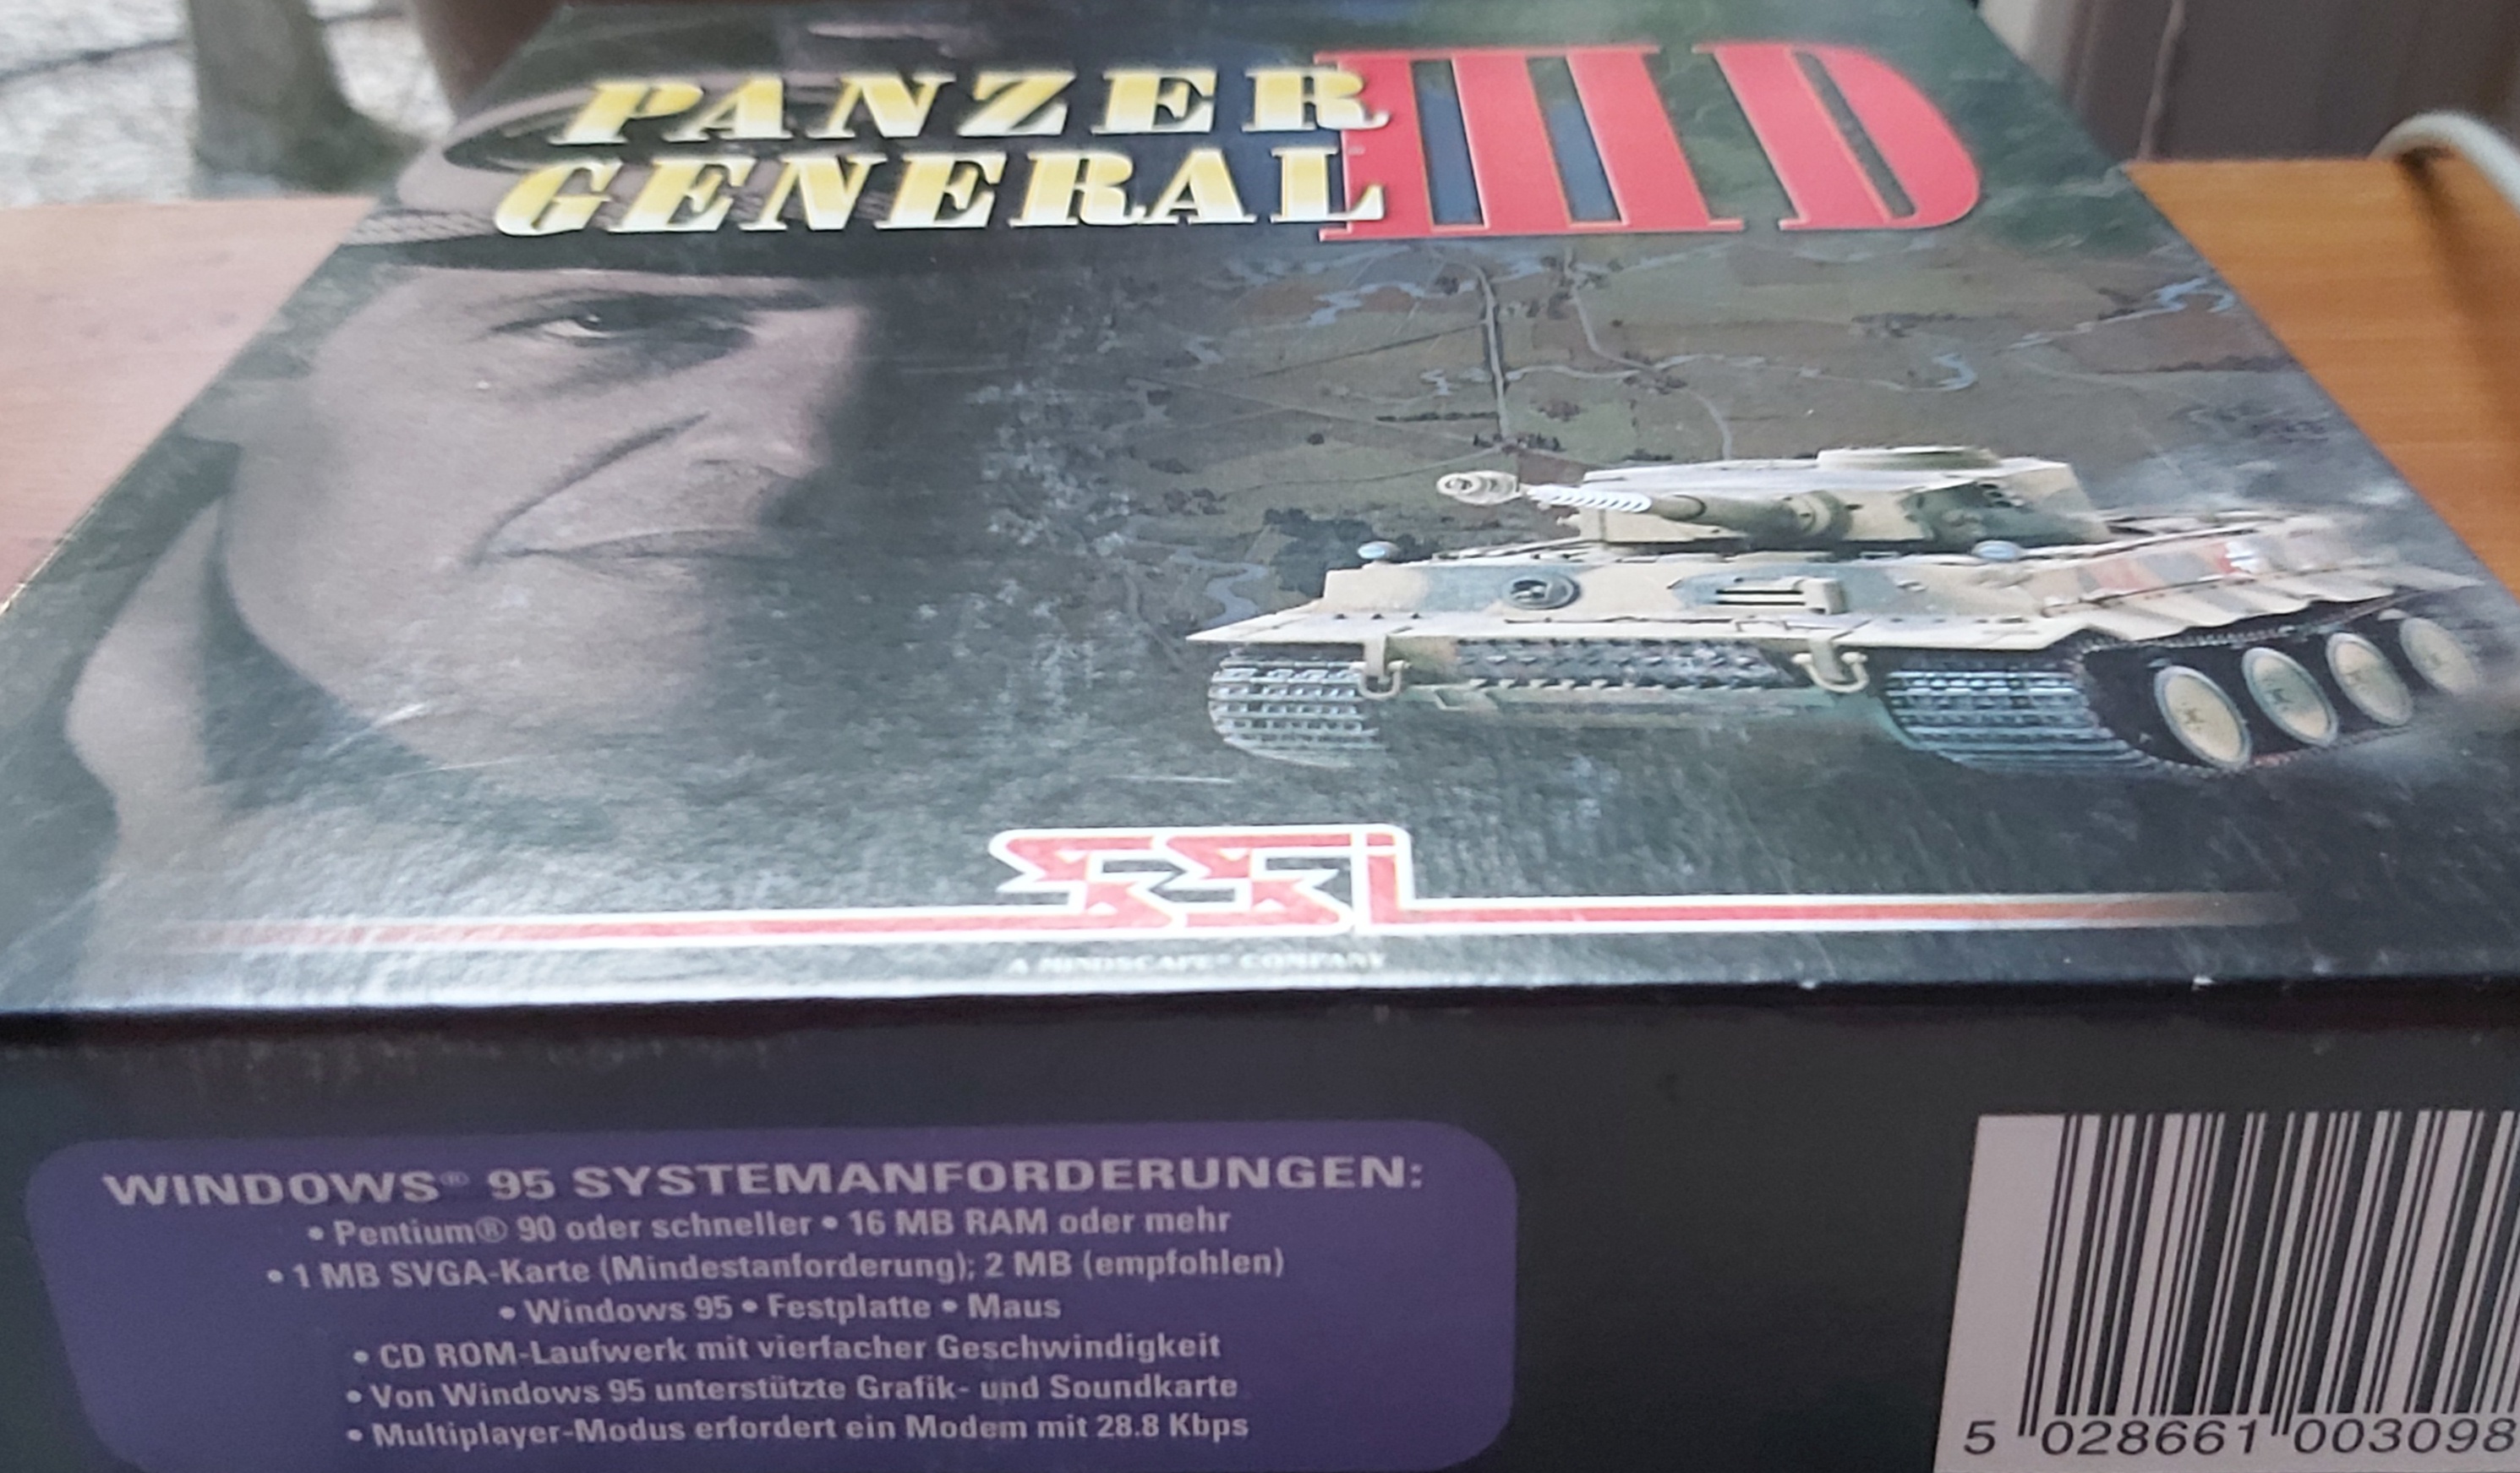 PANZER
GENERAL IIID
SSI
A MINDSCAPE® COMPANY
WINDOWS® 95 SYSTEMANFORDERUNGEN:
• Pentium® 90 oder schneller • 16 MB RAM oder mehr
• 1 MB SVGA-Karte (Mindestanforderung); 2 MB (empfohlen)
• Windows 95 • Festplatte • Maus
• CD ROM-Laufwerk mit vierfacher Geschwindigkeit
• Von Windows 95 unterstützte Grafik- und Soundkarte
• Multiplayer-Modus erfordert ein Modem mit 28.8 Kbps
5 028661 003098